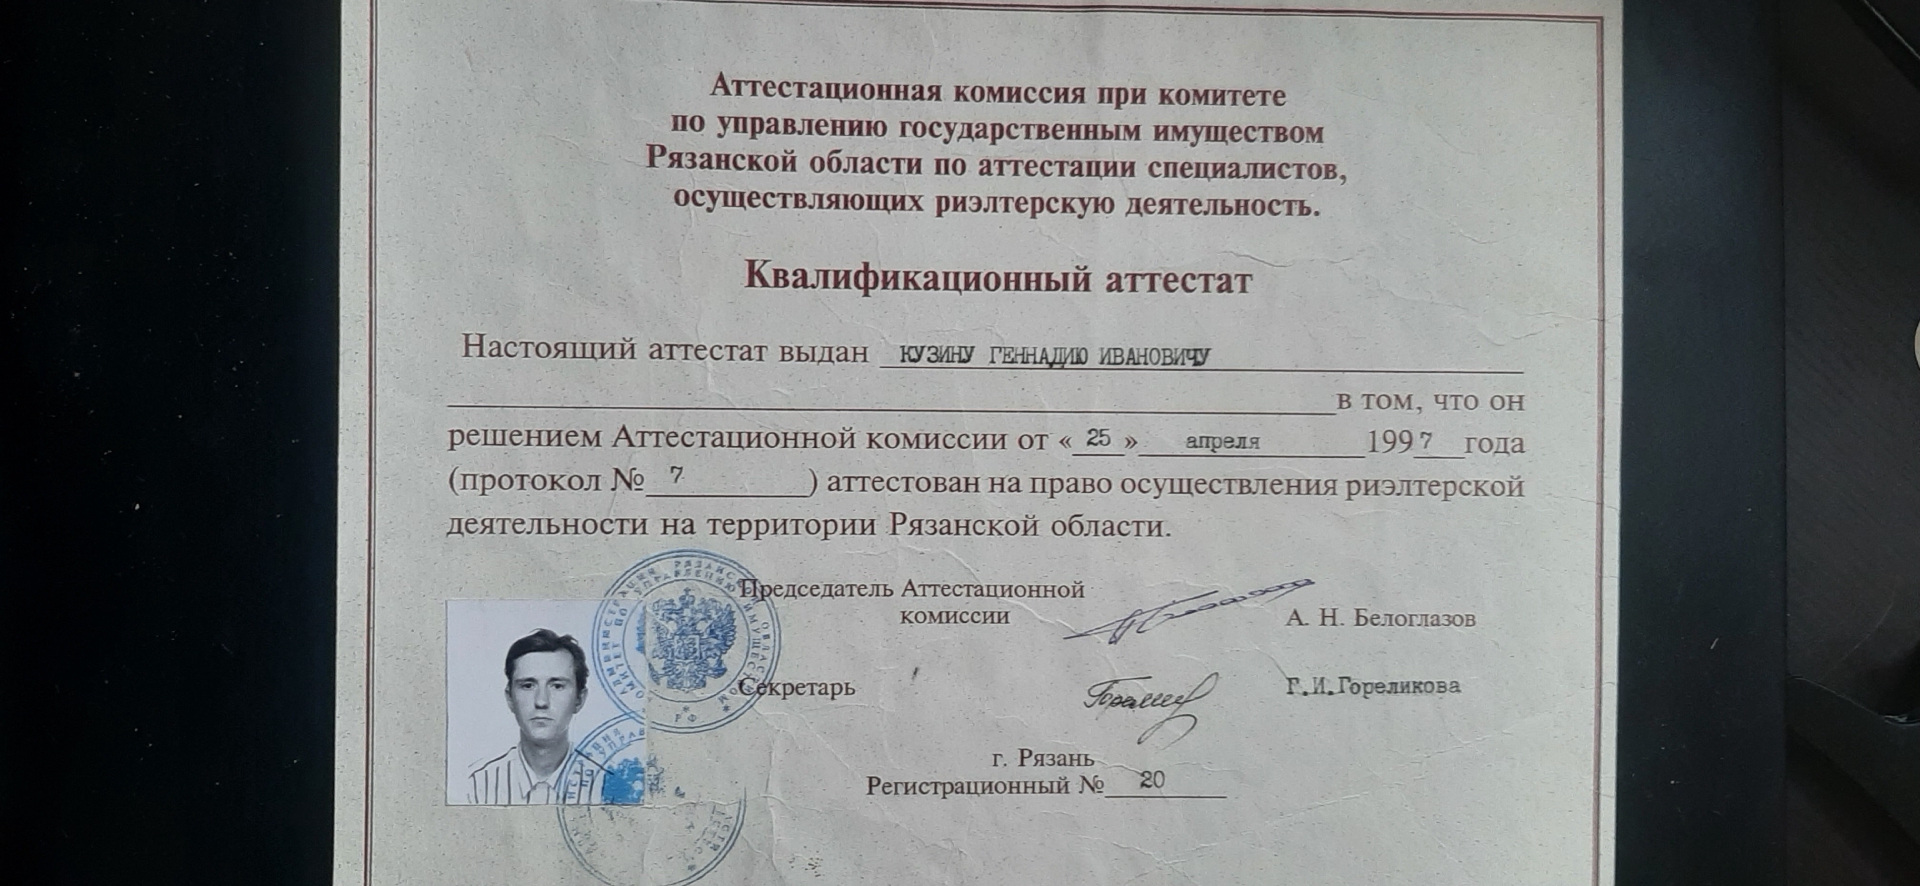 Аттестационная комиссия при комитете
по управлению государственным имуществом
Рязанской области по аттестации специалистов,
осуществляющих риэлтерскую деятельность.
Квалификационный аттестат
Настоящий аттестат выдан КУЗИНУ ГЕННАДИЮ ИВАНОВИЧУ
в том, что он
решением Аттестационной комиссии от « 25 » апреля 1997 года
(протокол № 7 ) аттестован на право осуществления риэлтерской
деятельности на территории Рязанской области.
Председатель Аттестационной
комиссии А. Н. Белоглазов
Секретарь Г.И.Гореликова
г. Рязань
Регистрационный № 20
РФ